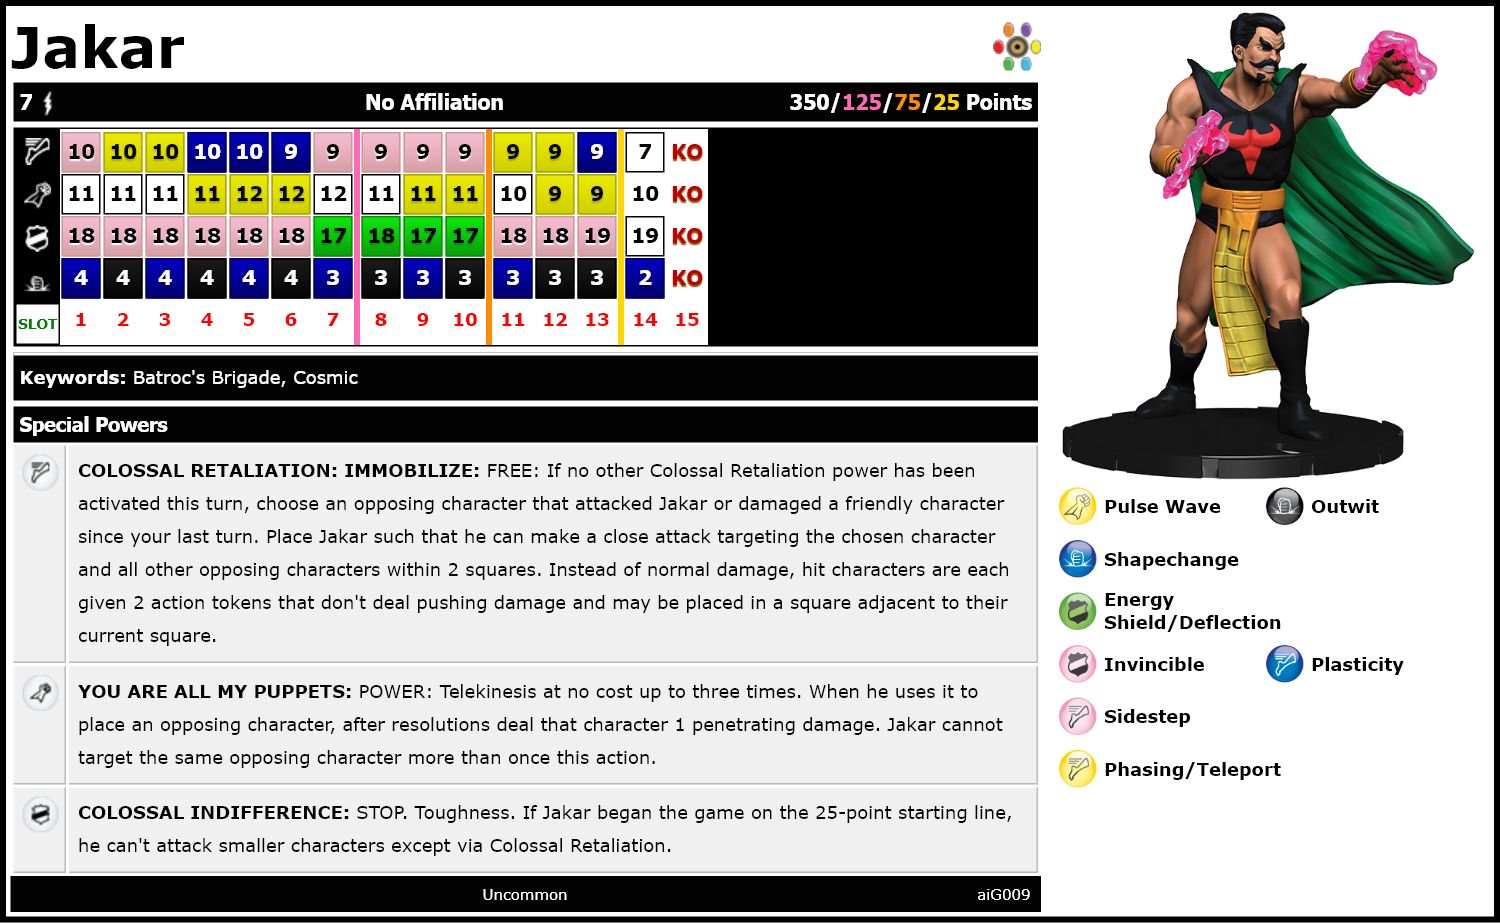 Jakar
7 No Affiliation 350/125/75/25 Points
10 10 10 10 10 9 9 9 9 9 9 9 9 7 KO
11 11 11 11 12 12 12 11 11 11 10 9 9 10 KO
18 18 18 18 18 18 17 18 17 17 18 18 19 19 KO
4 4 4 4 4 4 3 3 3 3 3 3 3 2 KO
SLOT 1 2 3 4 5 6 7 8 9 10 11 12 13 14 15
Keywords: Batroc's Brigade, Cosmic
Special Powers
COLOSSAL RETALIATION: IMMOBILIZE: FREE: If no other Colossal Retaliation power has been
activated this turn, choose an opposing character that attacked Jakar or damaged a friendly character
since your last turn. Place Jakar such that he can make a close attack targeting the chosen character
and all other opposing characters within 2 squares. Instead of normal damage, hit characters are each
given 2 action tokens that don't deal pushing damage and may be placed in a square adjacent to their
current square.
YOU ARE ALL MY PUPPETS: POWER: Telekinesis at no cost up to three times. When he uses it to
place an opposing character, after resolutions deal that character 1 penetrating damage. Jakar cannot
target the same opposing character more than once this action.
COLOSSAL INDIFFERENCE: STOP. Toughness. If Jakar began the game on the 25-point starting line,
he can't attack smaller characters except via Colossal Retaliation.
Uncommon aiG009
Pulse Wave Outwit
Shapechange
Energy
Shield/Deflection
Invincible Plasticity
Sidestep
Phasing/Teleport